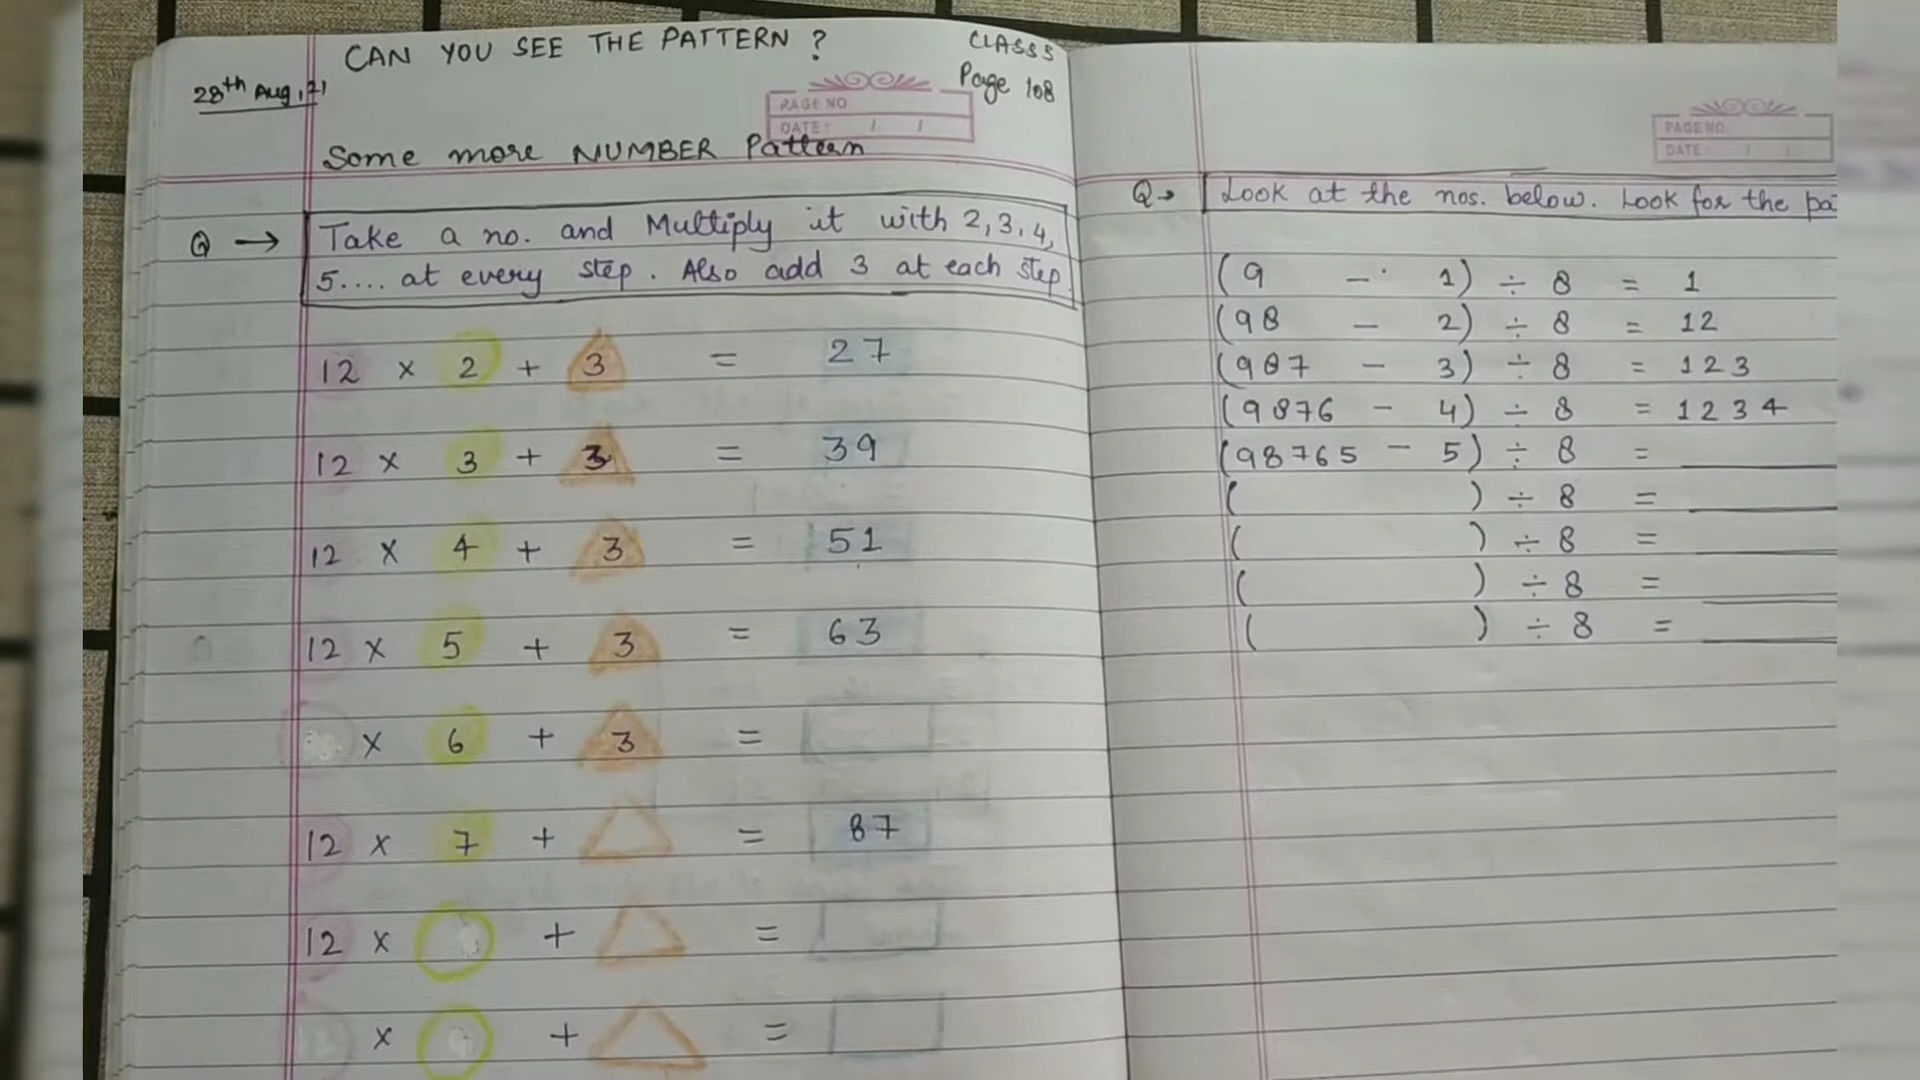 CAN YOU SEE THE PATTERN ?
CLASS 5
Page 108
28th Aug, 21
PAGE NO.
DATE: / /
Some more NUMBER Pattern
Q → Take a no. and Multiply it with 2, 3, 4,
5.... at every step. Also add 3 at each step.
12 × 2 + 3 = 27
12 × 3 + 3 = 39
12 × 4 + 3 = 51
12 × 5 + 3 = 63
× 6 + 3 =
12 × 7 + = 87
12 × + =
× + =
PAGE NO.
DATE: / /
Q→ Look at the nos. below. Look for the pa
(9 - 1) ÷ 8 = 1
(98 - 2) ÷ 8 = 12
(987 - 3) ÷ 8 = 123
(9876 - 4) ÷ 8 = 1234
(98765 - 5) ÷ 8 =
( ) ÷ 8 =
( ) ÷ 8 =
( ) ÷ 8 =
( ) ÷ 8 =